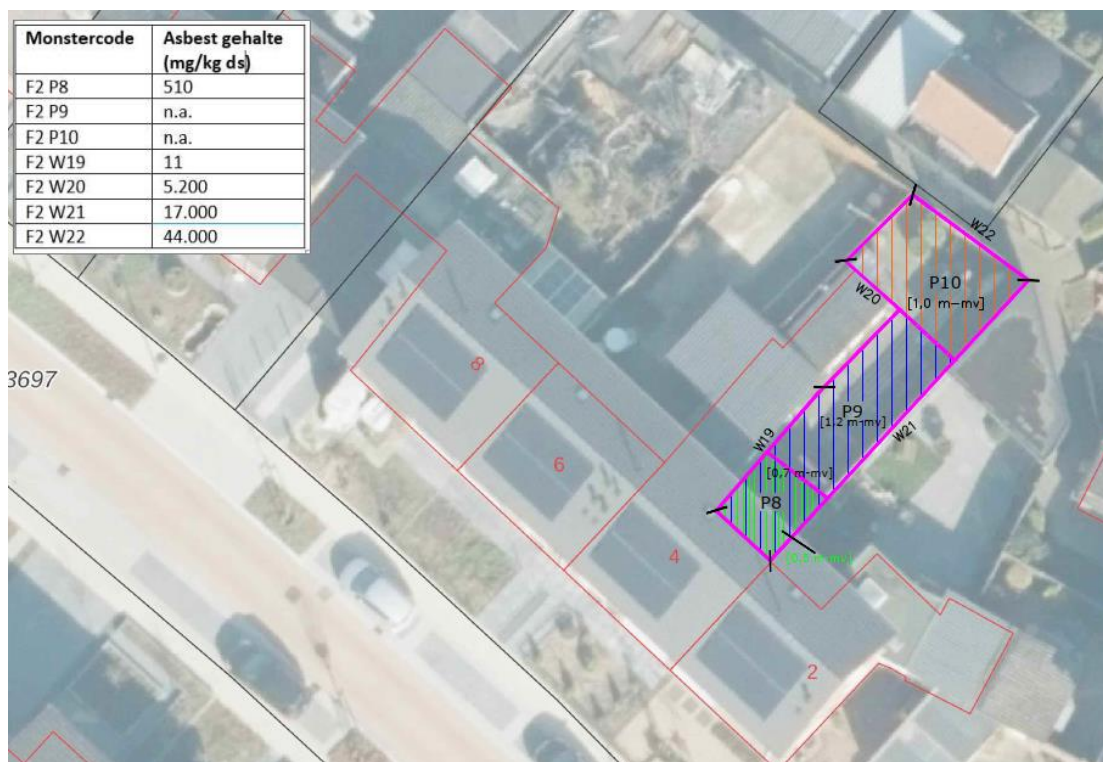 Monstercode Asbest gehalte (mg/kg ds)
F2 P8 510
F2 P9 n.a.
F2 P10 n.a.
F2 W19 11
F2 W20 5.200
F2 W21 17.000
F2 W22 44.000
W22
P10
[1,0 m-mv]
W20
3697
8
P9
[1,2 m-mv]
W21
W19
6
[0,7 m-mv]
P8
4
2